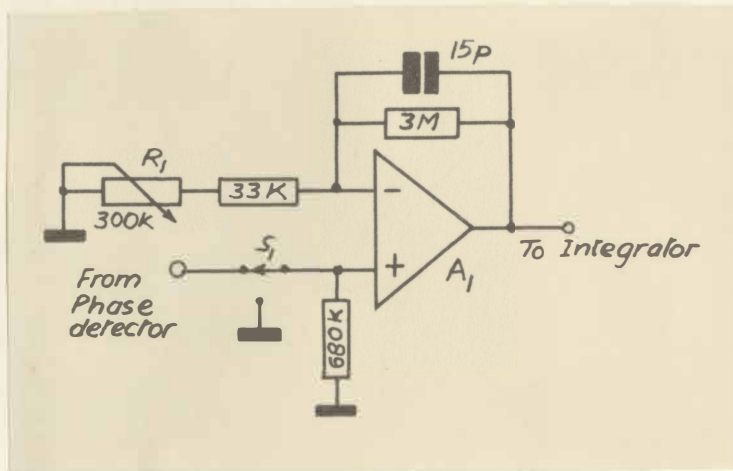 15p
3M
R1
33K
300K
S1
From
Phase
detector
680K
-
+
A1
To Integrator